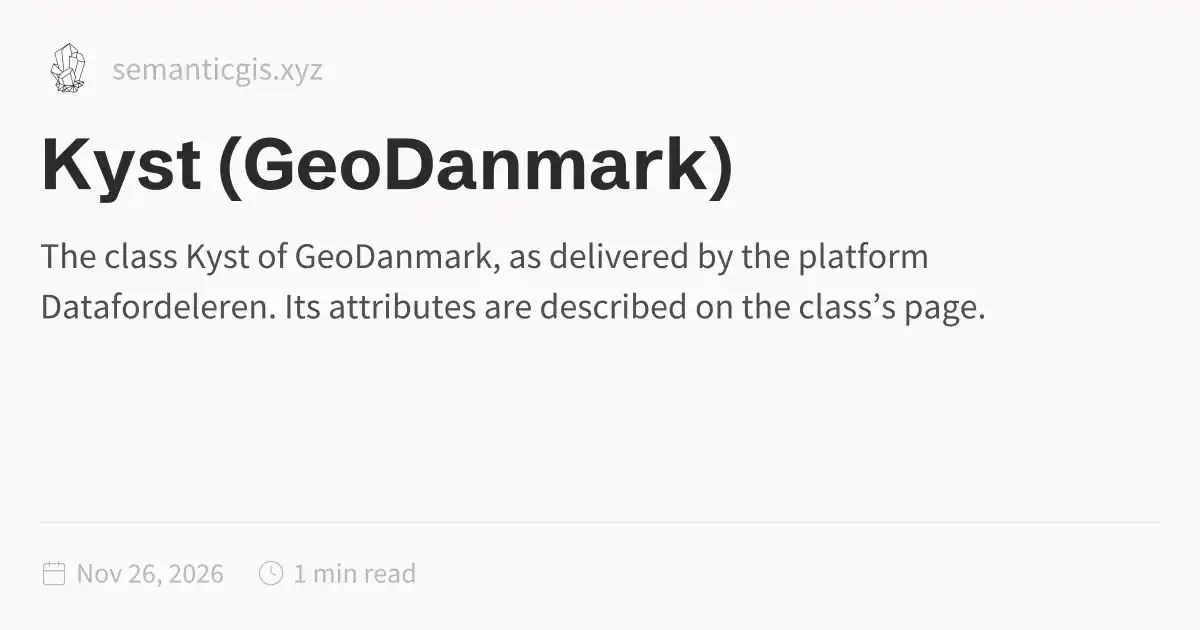 semanticgis.xyz
Kyst (GeoDanmark)
The class Kyst of GeoDanmark, as delivered by the platform
Datafordeleren. Its attributes are described on the class’s page.
Nov 26, 2026
1 min read